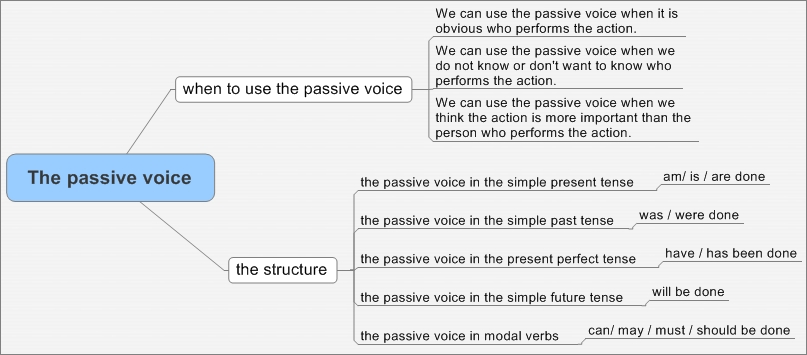 We can use the passive voice when it is
obvious who performs the action.
We can use the passive voice when we
do not know or don't want to know who
performs the action.
We can use the passive voice when we
think the action is more important than the
person who performs the action.
when to use the passive voice
The passive voice
the structure
the passive voice in the simple present tense
am/ is / are done
the passive voice in the simple past tense
was / were done
the passive voice in the present perfect tense
have / has been done
the passive voice in the simple future tense
will be done
the passive voice in modal verbs
can/ may / must / should be done